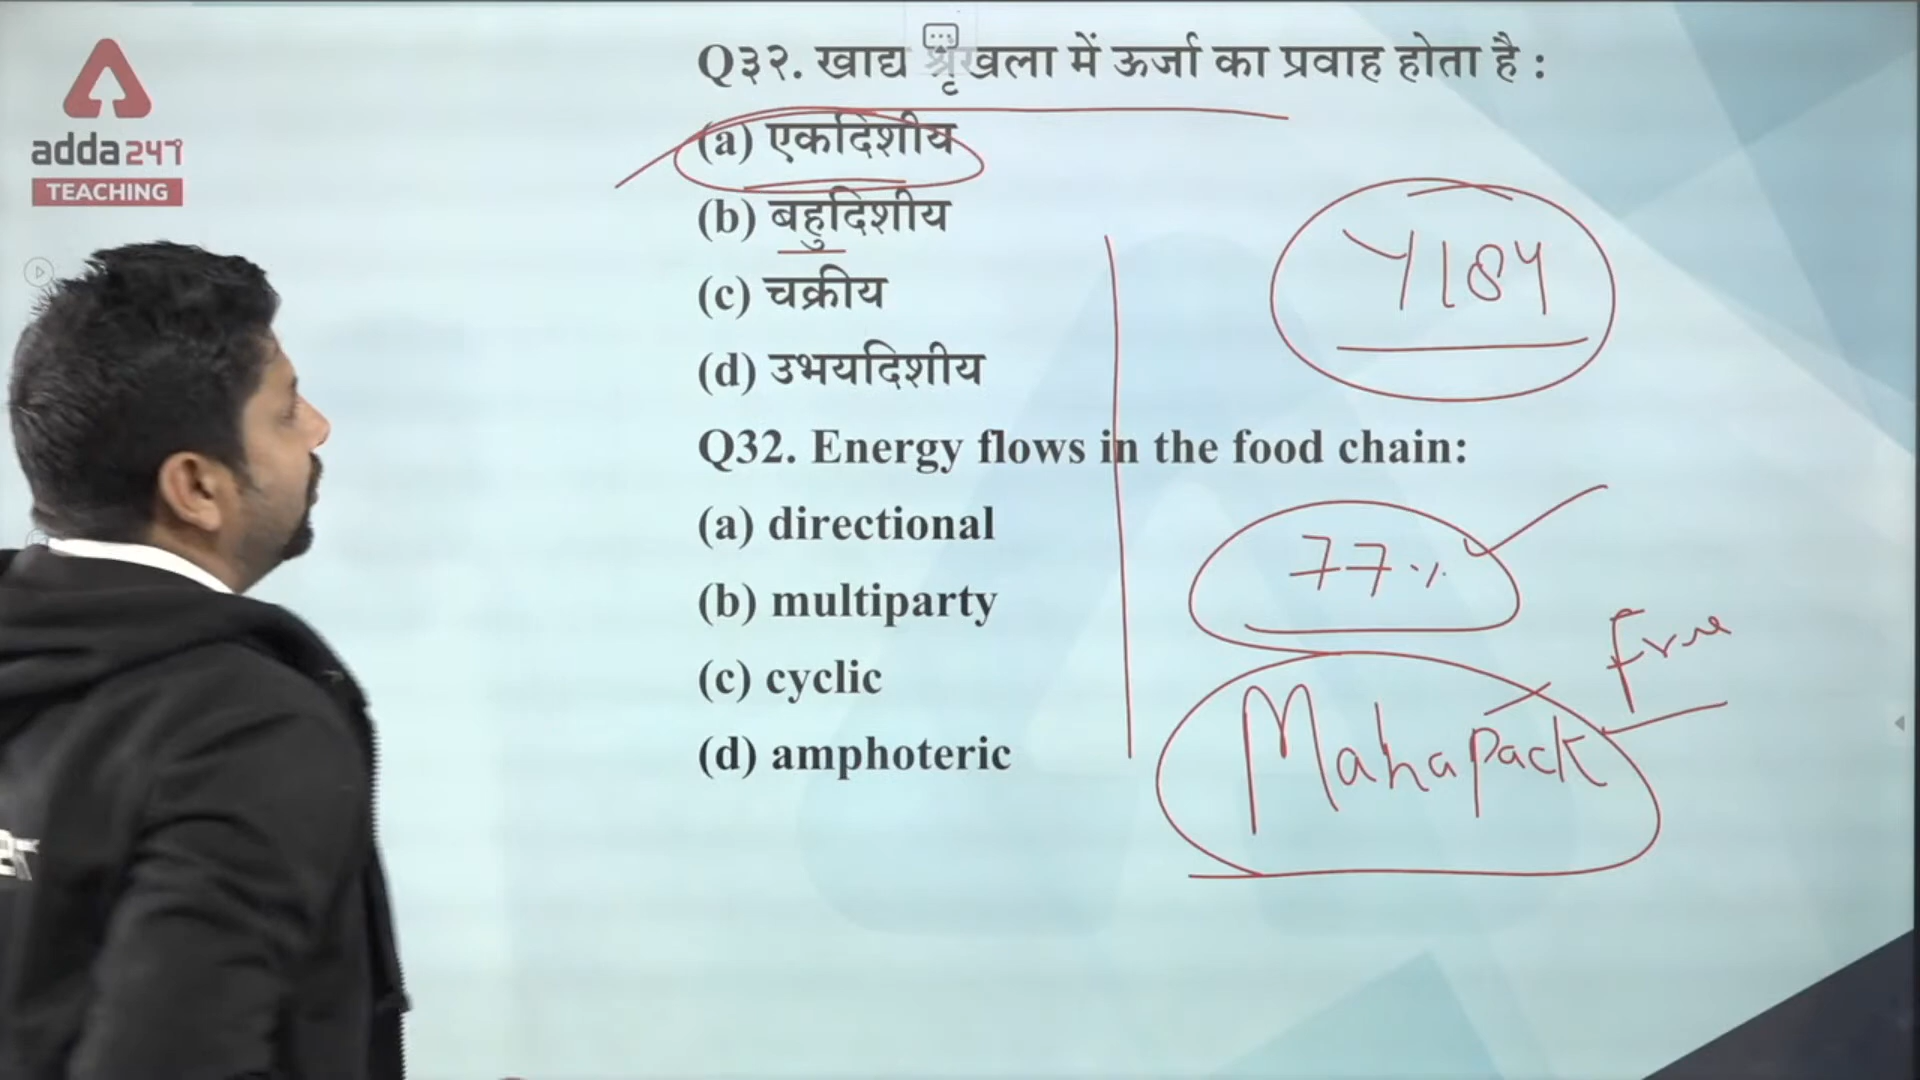 adda247
TEACHING
Q३२. खाद्य श्रृंखला में ऊर्जा का प्रवाह होता है :
(a) एकदिशीय
(b) बहुदिशीय
(c) चक्रीय
(d) उभयदिशीय
Q32. Energy flows in the food chain:
(a) directional
(b) multiparty
(c) cyclic
(d) amphoteric
Y184
77%
Free
Mahapack